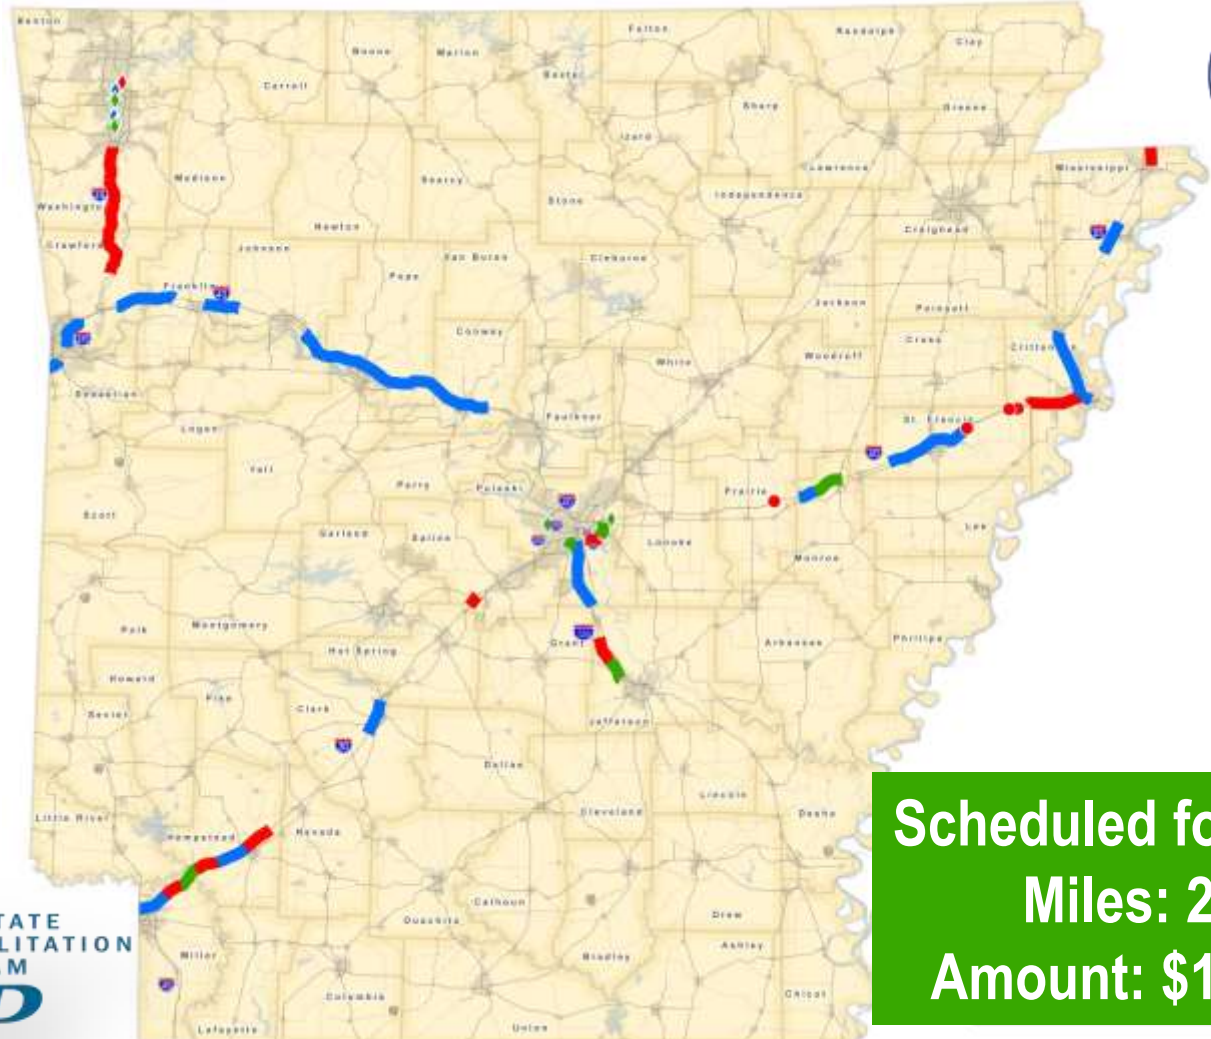 Benton
Boone
Marion
Fulton
Randolph
Clay
Carroll
Sharp
Greene
Izard
Lawrence
Mississippi
Madison
Searcy
Stone
Independence
Washington
Newton
Craighead
Crawford
Johnson
Van Buren
Cleburne
Franklin
Pope
Jackson
Poinsett
Conway
Cross
Crittenden
White
Woodruff
Sebastian
Logan
Faulkner
St. Francis
Yell
Perry
Pulaski
Prairie
Scott
Garland
Saline
Lonoke
Lee
Monroe
Polk
Montgomery
Hot Spring
Grant
Arkansas
Phillips
Howard
Pike
Clark
Sevier
Jefferson
Dallas
Lincoln
Desha
Little River
Hempstead
Nevada
Cleveland
Calhoun
Ouachita
Drew
Ashley
Miller
Bradley
Columbia
Chicot
Lafayette
Union
TATE
LITATION
M
D
Scheduled fo
Miles: 2
Amount: $1